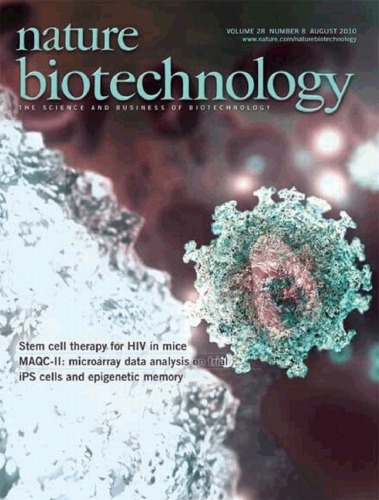 VOLUME 28 NUMBER 8 AUGUST 2010
www.nature.com/naturebiotechnology
nature
biotechnology
THE SCIENCE AND BUSINESS OF BIOTECHNOLOGY
Stem cell therapy for HIV in mice
MAQC-II: microarray data analysis on trial
iPS cells and epigenetic memory